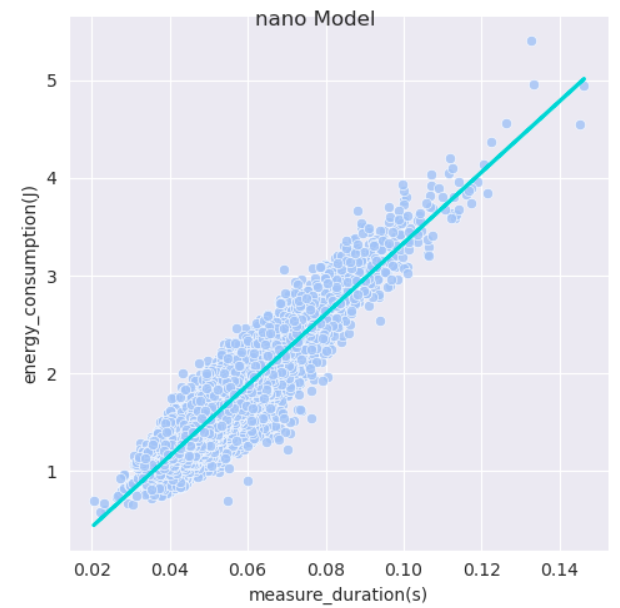 nano Model
5
4
3
2
1
energy_consumption(J)
0.02 0.04 0.06 0.08 0.10 0.12 0.14
measure_duration(s)